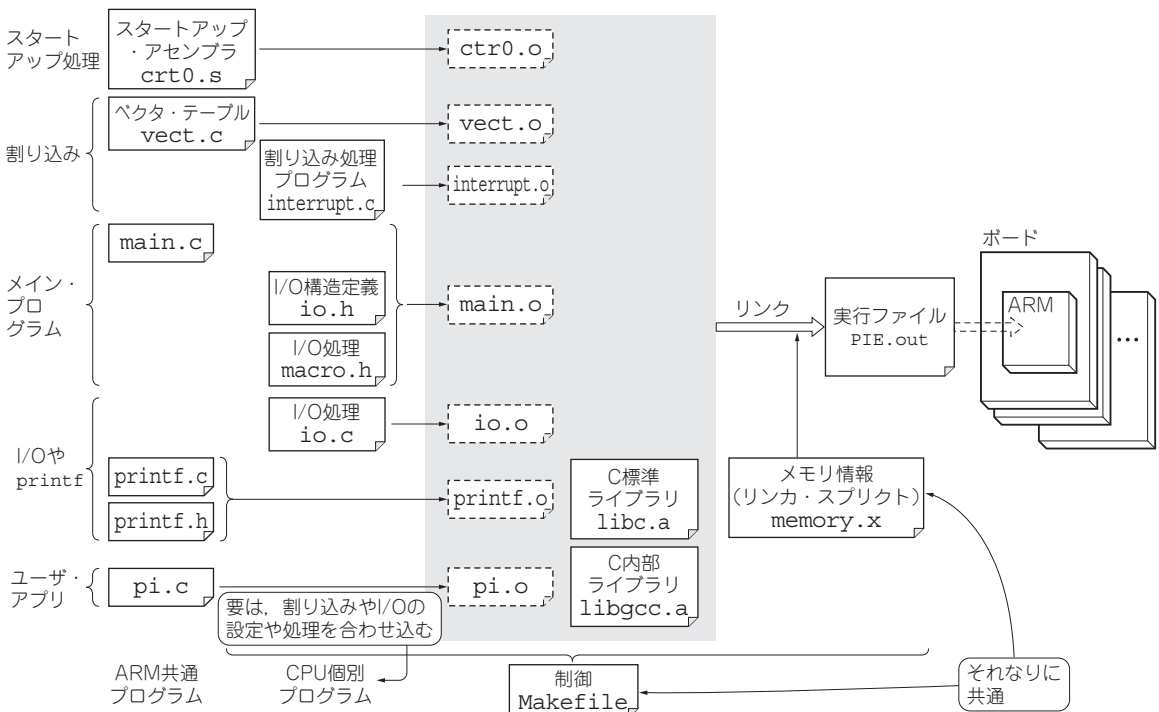 スタート
アップ処理
スタートアップ
・アセンブラ
crt0.s
ctr0.o
割り込み
ベクタ・テーブル
vect.c
vect.o
割り込み処理
プログラム
interrupt.c
interrupt.o
メイン・
プロ
グラム
main.c
I/O構造定義
io.h
I/O処理
macro.h
main.o
I/Oや
printf
I/O処理
io.c
io.o
printf.c
printf.h
printf.o
C標準
ライブラリ
libc.a
ユーザ・
アプリ
pi.c
pi.o
C内部
ライブラリ
libgcc.a
要は，割り込みやI/Oの
設定や処理を合わせ込む
ARM共通
プログラム
CPU個別
プログラム
制御
Makefile
リンク
実行ファイル
PIE.out
ボード
ARM
…
メモリ情報
(リンカ・スプリクト)
memory.x
それなりに
共通